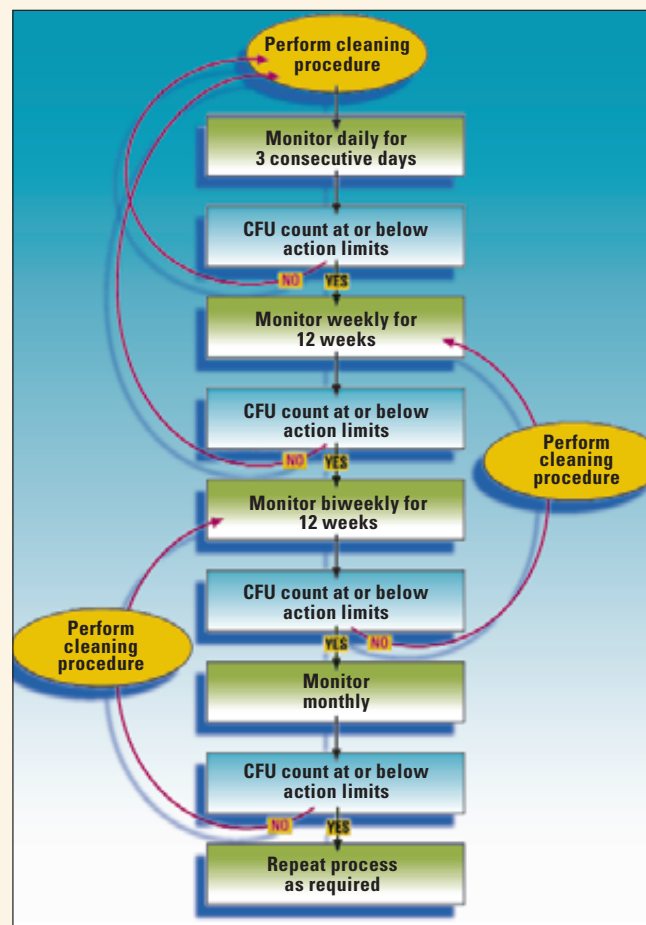 Perform cleaning
procedure
Monitor daily for
3 consecutive days
CFU count at or below
action limits
NO
YES
Monitor weekly for
12 weeks
CFU count at or below
action limits
NO
YES
Perform
cleaning
procedure
Monitor biweekly for
12 weeks
CFU count at or below
action limits
YES
NO
Perform
cleaning
procedure
Monitor
monthly
CFU count at or below
action limits
NO
YES
Repeat process
as required